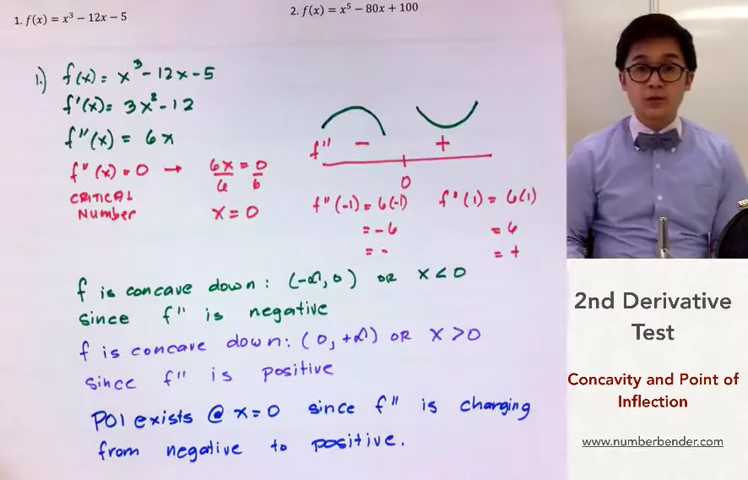 1. f(x) = x³ − 12x − 5
2. f(x) = x⁵ − 80x + 100
1.) f(x) = x³ - 12x - 5
f'(x) = 3x² - 12
f''(x) = 6x
f''(x) = 0 → 6x/6 = 0/6
CRITICAL
Number
x = 0
f'' - +
0
f''(-1) = 6(-1)
= -6
= -
f''(1) = 6(1)
= 6
= +
f is concave down: (-∞, 0) OR x < 0
since f'' is negative
f is concave down: (0, +∞) OR x > 0
since f'' is positive
POI exists @ x = 0 since f'' is changing
from negative to positive.
2nd Derivative
Test
Concavity and Point of
Inflection
www.numberbender.com